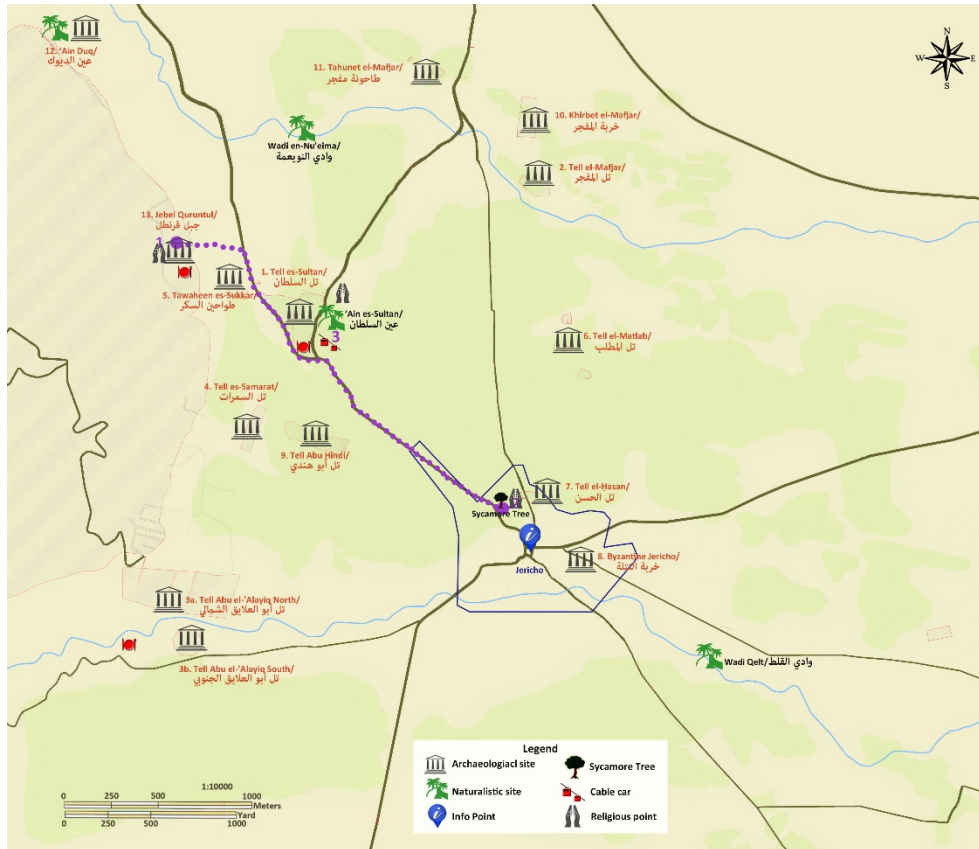 12. 'Ain Duq/
عين الديوك
11. Tahunet el-Mafjar/
طاحونة مفجر
N
W
E
S
10. Khirbet el-Mafjar/
خربة المفجر
Wadi en-Nu'eima/
وادي النويعمة
2. Tell el-Mafjar/
تل المفجر
13. Jebel Quruntul/
جبل قرنطل
1
1. Tell es-Sultan/
تل السلطان
5. Tawaheen es-Sukkar/
طواحين السكر
'Ain es-Sultan/
عين السلطان
3
6. Tell el-Matlab/
تل المطلب
4. Tell es-Samarat/
تل السمرات
9. Tell Abu Hindi/
تل أبو هندي
7. Tell el-Hasan/
تل الحسن
Sycamore Tree
i
Jericho
8. Byzantine Jericho/
3a. Tell Abu el-'Alayiq North/
تل أبو العلايق الشمالي
3b. Tell Abu el-'Alayiq South/
تل أبو العلايق الجنوبي
Wadi Qelt/وادي القلط
Legend
Archaeologiacl site
Sycamore Tree
Naturalistic site
Cable car
i
Info Point
Religious point
1:10000
0 250 500 1000
Meters
Yard
0 250 500 1000